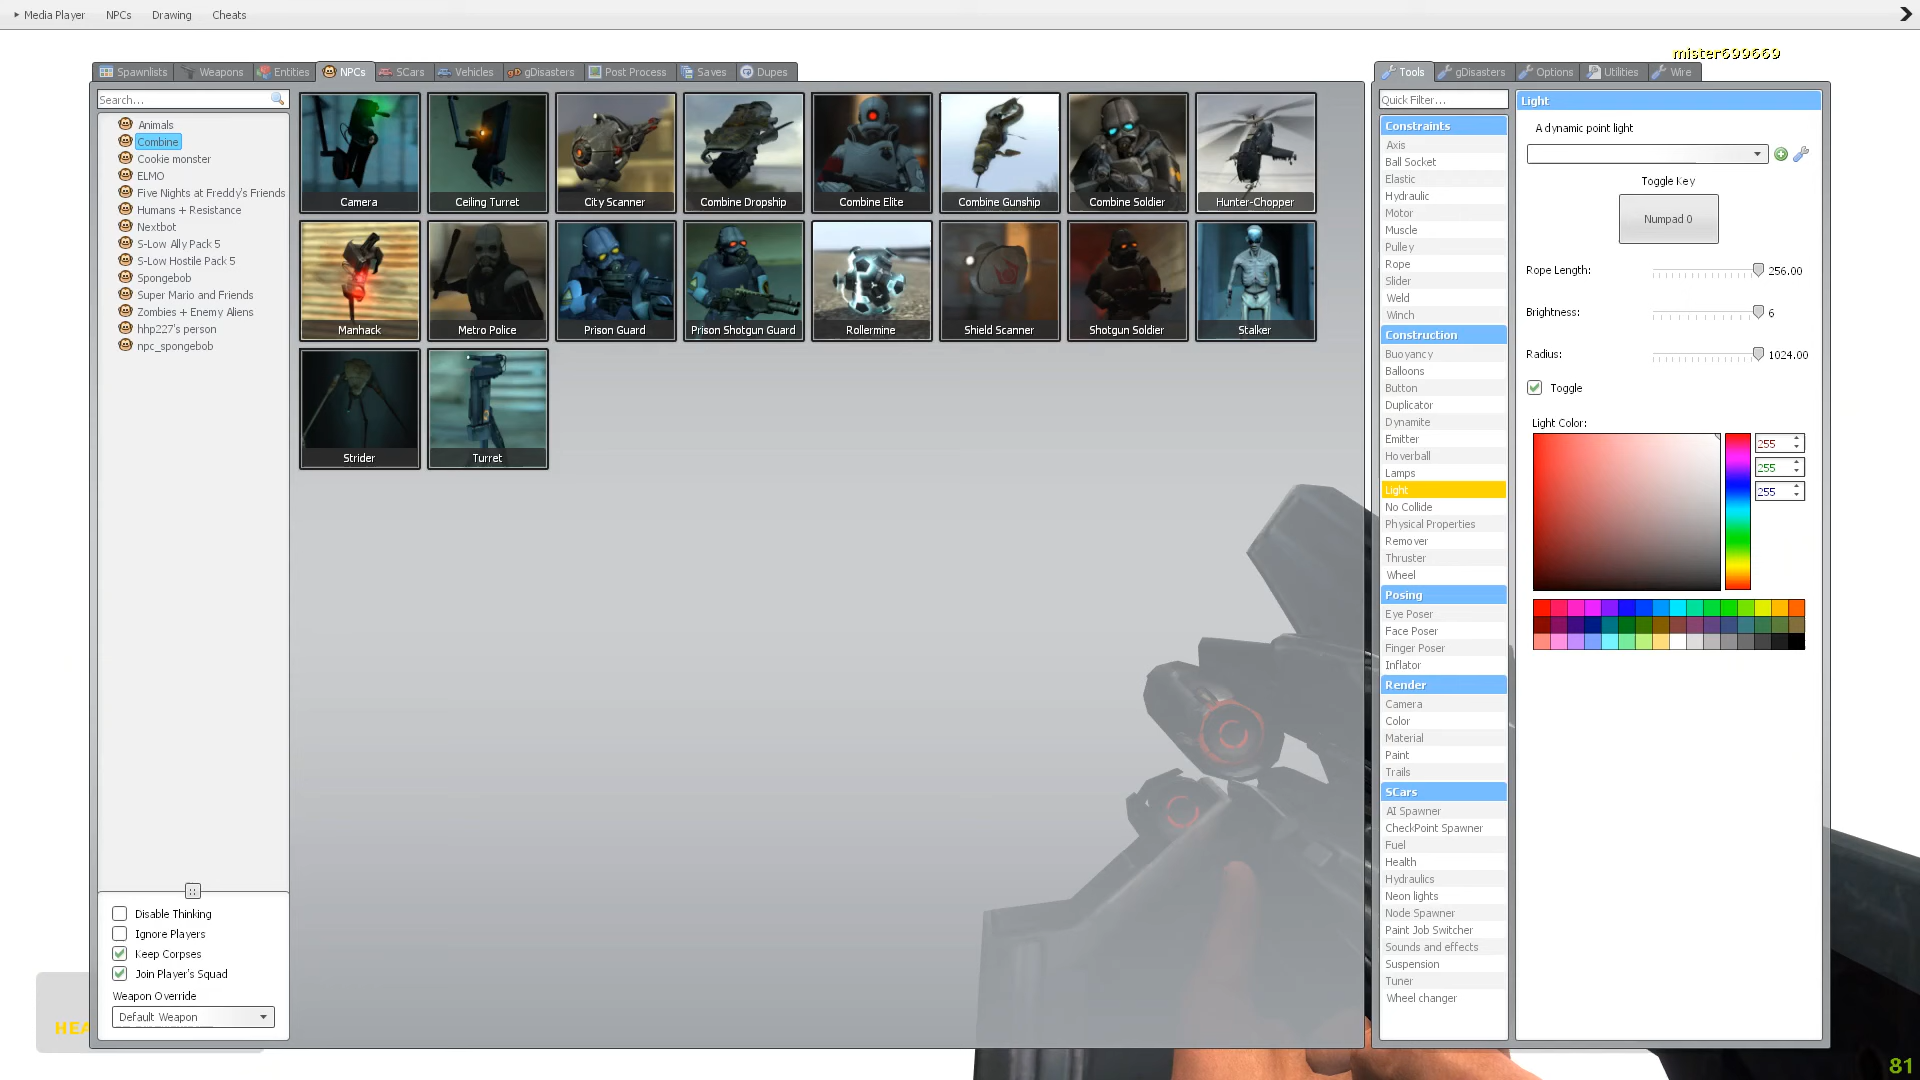 Media Player NPCs Drawing Cheats
mister699669
Spawnlists Weapons Entities NPCs SCars Vehicles gDisasters Post Process Saves Dupes
Search...
Animals
Combine
Cookie monster
ELMO
Five Nights at Freddy's Friends
Humans + Resistance
Nextbot
S-Low Ally Pack 5
S-Low Hostile Pack 5
Spongebob
Super Mario and Friends
Zombies + Enemy Aliens
hhp227's person
npc_spongebob
Disable Thinking
Ignore Players
Keep Corpses
Join Player's Squad
Weapon Override
Default Weapon
Camera Ceiling Turret City Scanner Combine Dropship Combine Elite Combine Gunship Combine Soldier Hunter-Chopper
Manhack Metro Police Prison Guard Prison Shotgun Guard Rollermine Shield Scanner Shotgun Soldier Stalker
Strider Turret
Tools gDisasters Options Utilities Wire
Quick Filter...
Constraints
Axis
Ball Socket
Elastic
Hydraulic
Motor
Muscle
Pulley
Rope
Slider
Weld
Winch
Construction
Buoyancy
Balloons
Button
Duplicator
Dynamite
Emitter
Hoverball
Lamps
Light
No Collide
Physical Properties
Remover
Thruster
Wheel
Posing
Eye Poser
Face Poser
Finger Poser
Inflator
Render
Camera
Color
Material
Paint
Trails
SCars
AI Spawner
CheckPoint Spawner
Fuel
Health
Hydraulics
Neon lights
Node Spawner
Paint Job Switcher
Sounds and effects
Suspension
Tuner
Wheel changer
Light
A dynamic point light
Toggle Key
Numpad 0
Rope Length: 256.00
Brightness: 6
Radius: 1024.00
Toggle
Light Color:
255
255
255
HEA
81